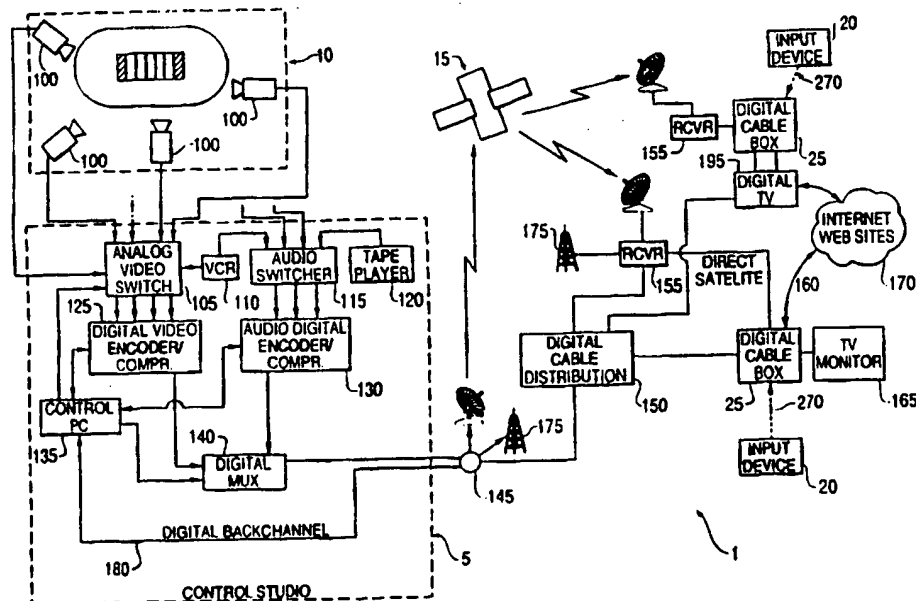 100
10
100
100
100
15
20
INPUT
DEVICE
270
DIGITAL
CABLE
BOX
25
RCVR
155
195
DIGITAL
TV
INTERNET
WEB SITES
170
160
175
RCVR
155
DIRECT
SATELITE
ANALOG
VIDEO
SWITCH
105
VCR
110
AUDIO
SWITCHER
115
TAPE
PLAYER
120
125
DIGITAL VIDEO
ENCODER/
COMPR.
AUDIO DIGITAL
ENCODER/
COMPR.
130
DIGITAL
CABLE
DISTRIBUTION
150
DIGITAL
CABLE
BOX
25
TV
MONITOR
165
270
INPUT
DEVICE
20
CONTROL
PC
135
140
DIGITAL
MUX
175
145
DIGITAL BACKCHANNEL
180
5
1
CONTROL STUDIO